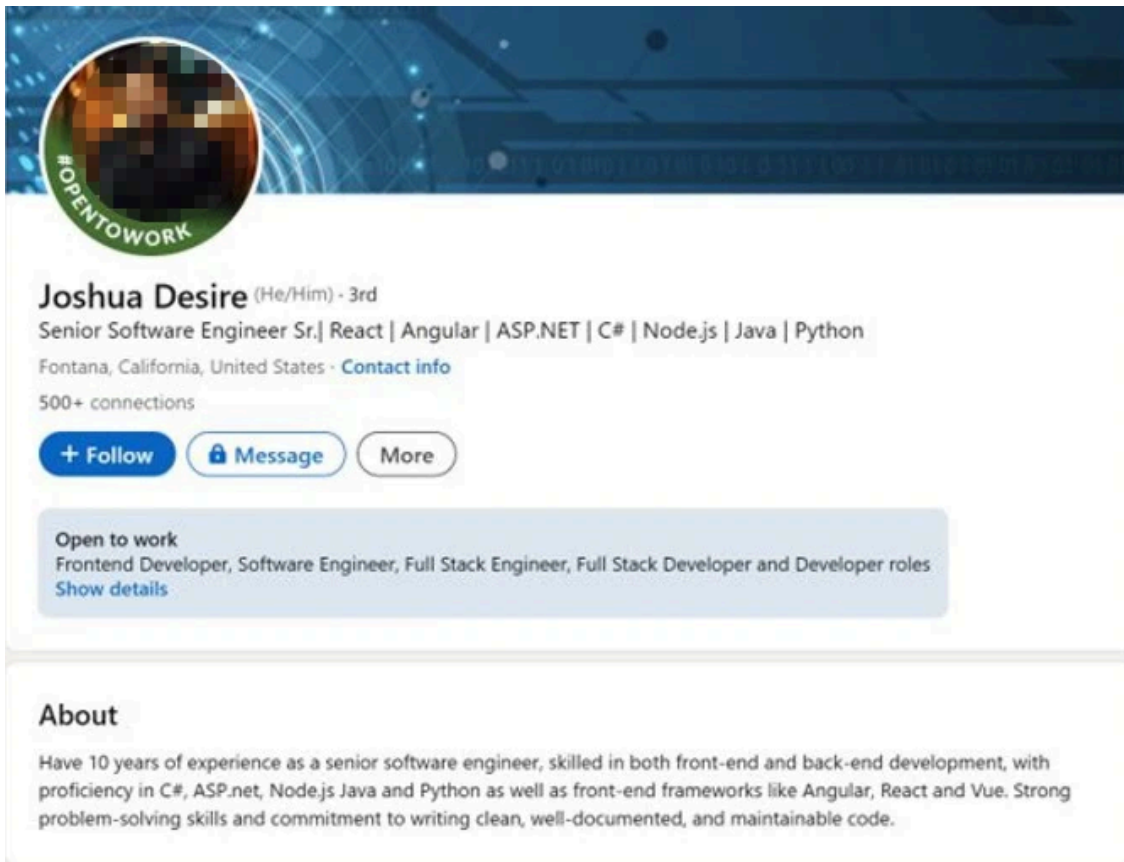 #OPENTOWORK
Joshua Desire (He/Him) · 3rd
Senior Software Engineer Sr.| React | Angular | ASP.NET | C# | Node.js | Java | Python
Fontana, California, United States · Contact info
500+ connections
+ Follow
Message
More
Open to work
Frontend Developer, Software Engineer, Full Stack Engineer, Full Stack Developer and Developer roles
Show details
About
Have 10 years of experience as a senior software engineer, skilled in both front-end and back-end development, with
proficiency in C#, ASP.net, Node.js Java and Python as well as front-end frameworks like Angular, React and Vue. Strong
problem-solving skills and commitment to writing clean, well-documented, and maintainable code.